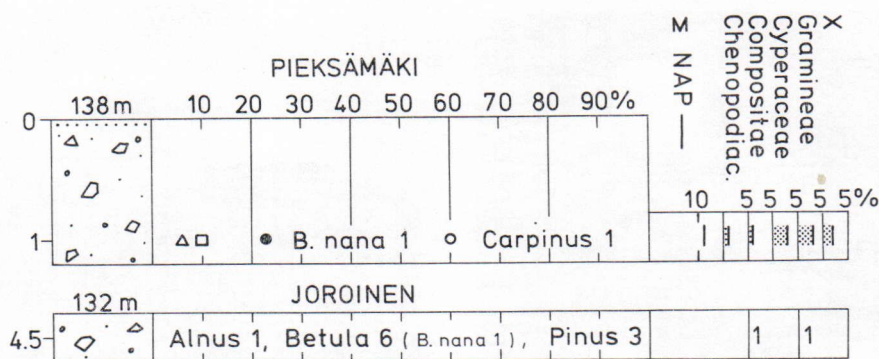 PIEKSÄMÄKI
138 m
10 20 30 40 50 60 70 80 90%
M NAP
Chenopodiac.
Compositae
Cyperaceae
Gramineae
X
0
10 5 5 5 5 5%
1
B. nana 1 Carpinus 1
JOROINEN
132 m
4.5 Alnus 1, Betula 6 (B. nana 1), Pinus 3 1 1